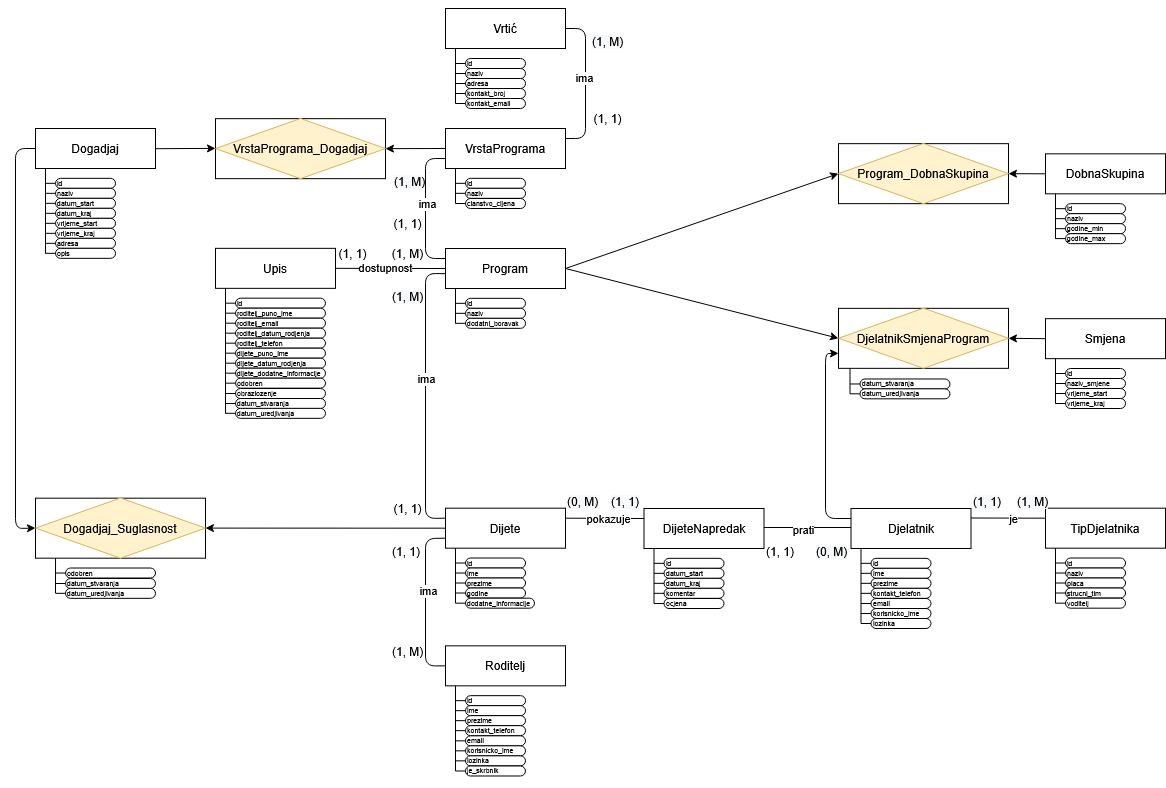 Vrtić
id
naziv
adresa
kontakt_broj
kontakt_email
(1, M)
ima
(1, 1)
Dogadjaj
id
naziv
datum_start
datum_kraj
vrijeme_start
vrijeme_kraj
adresa
opis
VrstaPrograma_Dogadjaj
VrstaPrograma
id
naziv
clanstvo_cijena
(1, M)
ima
(1, 1)
Program_DobnaSkupina
DobnaSkupina
id
naziv
godine_min
godine_max
Upis
id
roditelj_puno_ime
roditelj_email
roditelj_datum_rodjenja
roditelj_telefon
dijete_puno_ime
dijete_datum_rodjenja
dijete_dodatne_informacije
odobren
obrazlozenje
datum_stvaranja
datum_uredjivanja
(1, 1)
dostupnost
(1, M)
Program
id
naziv
dodatni_boravak
(1, M)
ima
(1, 1)
DjelatnikSmjenaProgram
datum_stvaranja
datum_uredjivanja
Smjena
id
naziv_smjene
vrijeme_start
vrijeme_kraj
Dogadjaj_Suglasnost
odobren
datum_stvaranja
datum_uredjivanja
Dijete
id
ime
prezime
godine
dodatne_informacije
(0, M)
pokazuje
(1, 1)
DijeteNapredak
id
datum_start
datum_kraj
komentar
ocjena
(1, 1)
prati
(0, M)
Djelatnik
id
ime
prezime
kontakt_telefon
email
korisnicko_ime
lozinka
(1, 1)
je
(1, M)
TipDjelatnika
id
naziv
placa
strucni_tim
voditelj
(1, 1)
ima
(1, M)
Roditelj
id
ime
prezime
kontakt_telefon
email
korisnicko_ime
lozinka
je_skrbnik